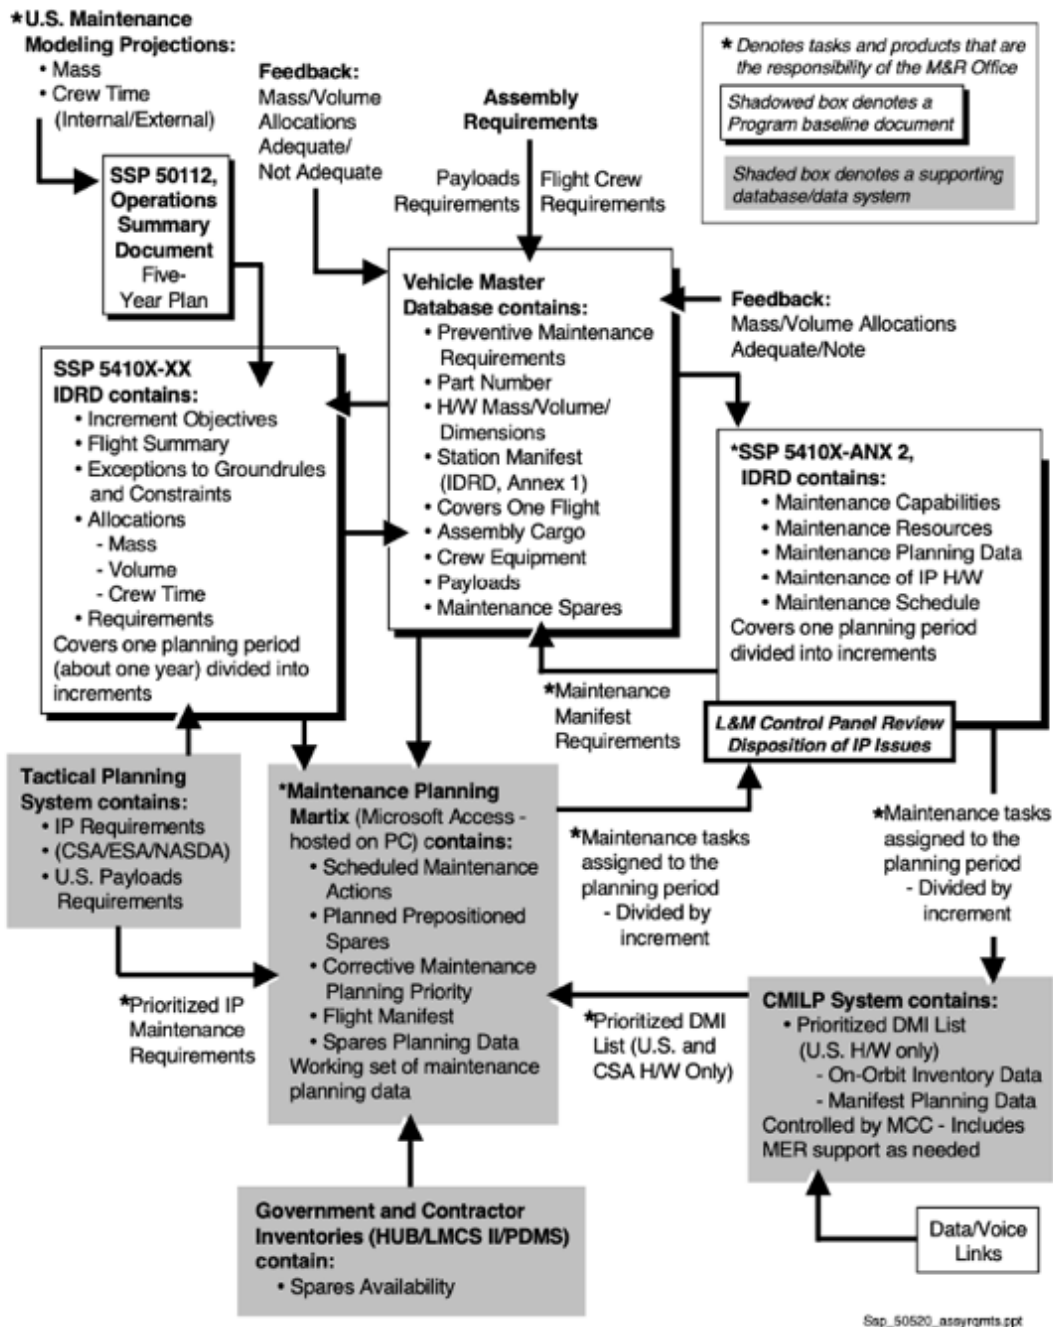 *U.S. Maintenance
Modeling Projections:
• Mass
• Crew Time
(Internal/External)
Feedback:
Mass/Volume
Allocations
Adequate/
Not Adequate
Assembly
Requirements
Payloads
Requirements
Flight Crew
Requirements
* Denotes tasks and products that are
the responsibility of the M&R Office
Shadowed box denotes a
Program baseline document
Shaded box denotes a supporting
database/data system
SSP 50112,
Operations
Summary
Document
Five-
Year Plan
Vehicle Master
Database contains:
• Preventive Maintenance
Requirements
• Part Number
• H/W Mass/Volume/
Dimensions
• Station Manifest
(IDRD, Annex 1)
• Covers One Flight
• Assembly Cargo
• Crew Equipment
• Payloads
• Maintenance Spares
Feedback:
Mass/Volume Allocations
Adequate/Note
SSP 5410X-XX
IDRD contains:
• Increment Objectives
• Flight Summary
• Exceptions to Groundrules
and Constraints
• Allocations
- Mass
- Volume
- Crew Time
• Requirements
Covers one planning period
(about one year) divided into
increments
*SSP 5410X-ANX 2,
IDRD contains:
• Maintenance Capabilities
• Maintenance Resources
• Maintenance Planning Data
• Maintenance of IP H/W
• Maintenance Schedule
Covers one planning period
divided into increments
*Maintenance
Manifest
Requirements
L&M Control Panel Review
Disposition of IP Issues
Tactical Planning
System contains:
• IP Requirements
• (CSA/ESA/NASDA)
• U.S. Payloads
Requirements
*Maintenance Planning
Martix (Microsoft Access -
hosted on PC) contains:
• Scheduled Maintenance
Actions
• Planned Prepositioned
Spares
• Corrective Maintenance
Planning Priority
• Flight Manifest
• Spares Planning Data
Working set of maintenance
planning data
*Maintenance tasks
assigned to the
planning period
- Divided by
increment
*Maintenance tasks
assigned to the
planning period
- Divided by
increment
*Prioritized IP
Maintenance
Requirements
*Prioritized DMI
List (U.S. and
CSA H/W Only)
CMILP System contains:
• Prioritized DMI List
(U.S. H/W only)
- On-Orbit Inventory Data
- Manifest Planning Data
Controlled by MCC - Includes
MER support as needed
Government and Contractor
Inventories (HUB/LMCS II/PDMS)
contain:
• Spares Availability
Data/Voice
Links
Ssp_50520_assyrqmts.ppt